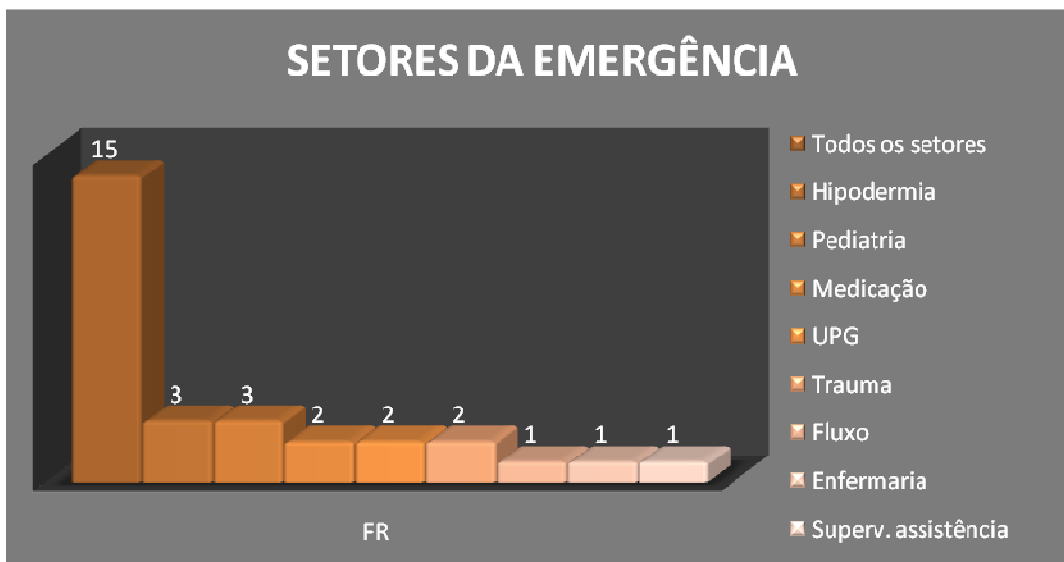 SETORES DA EMERGÊNCIA
15
3
3
2
2
2
1
1
1
FR
Todos os setores
Hipodermia
Pediatria
Medicação
UPG
Trauma
Fluxo
Enfermaria
Superv. assistência